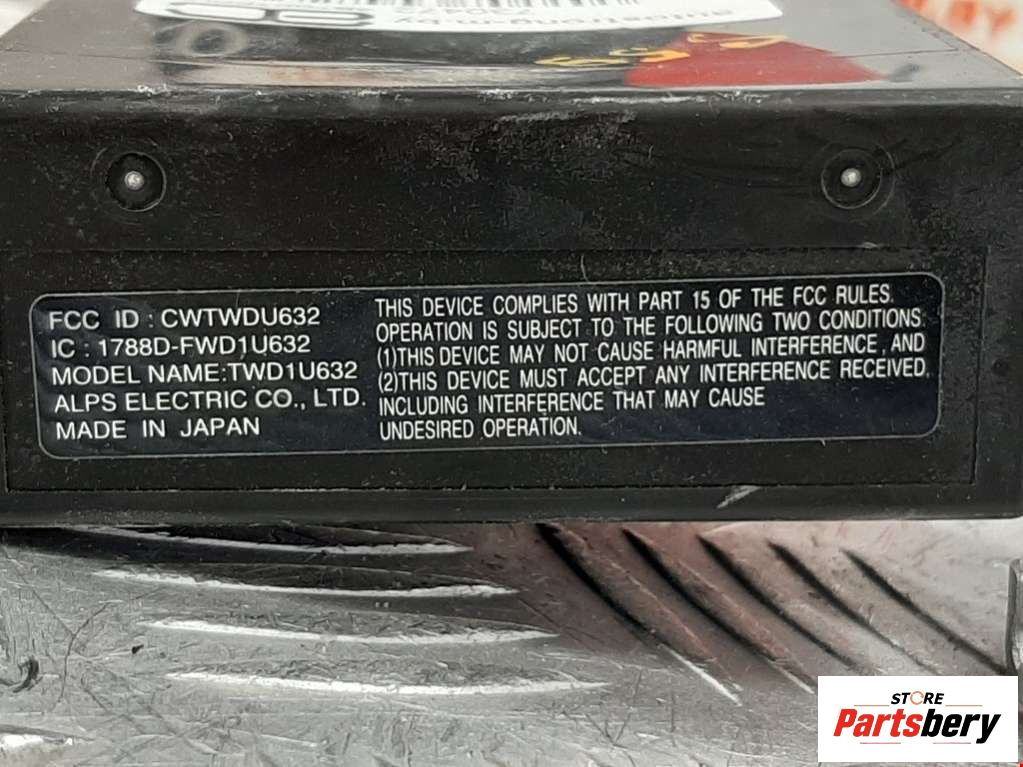 FCC ID : CWTWDU632
IC : 1788D-FWD1U632
MODEL NAME:TWD1U632
ALPS ELECTRIC CO., LTD.
MADE IN JAPAN
THIS DEVICE COMPLIES WITH PART 15 OF THE FCC RULES.
OPERATION IS SUBJECT TO THE FOLLOWING TWO CONDITIONS:
(1)THIS DEVICE MAY NOT CAUSE HARMFUL INTERFERENCE, AND
(2)THIS DEVICE MUST ACCEPT ANY INTERFERENCE RECEIVED,
INCLUDING INTERFERENCE THAT MAY CAUSE
UNDESIRED OPERATION.
STORE
Partsbery